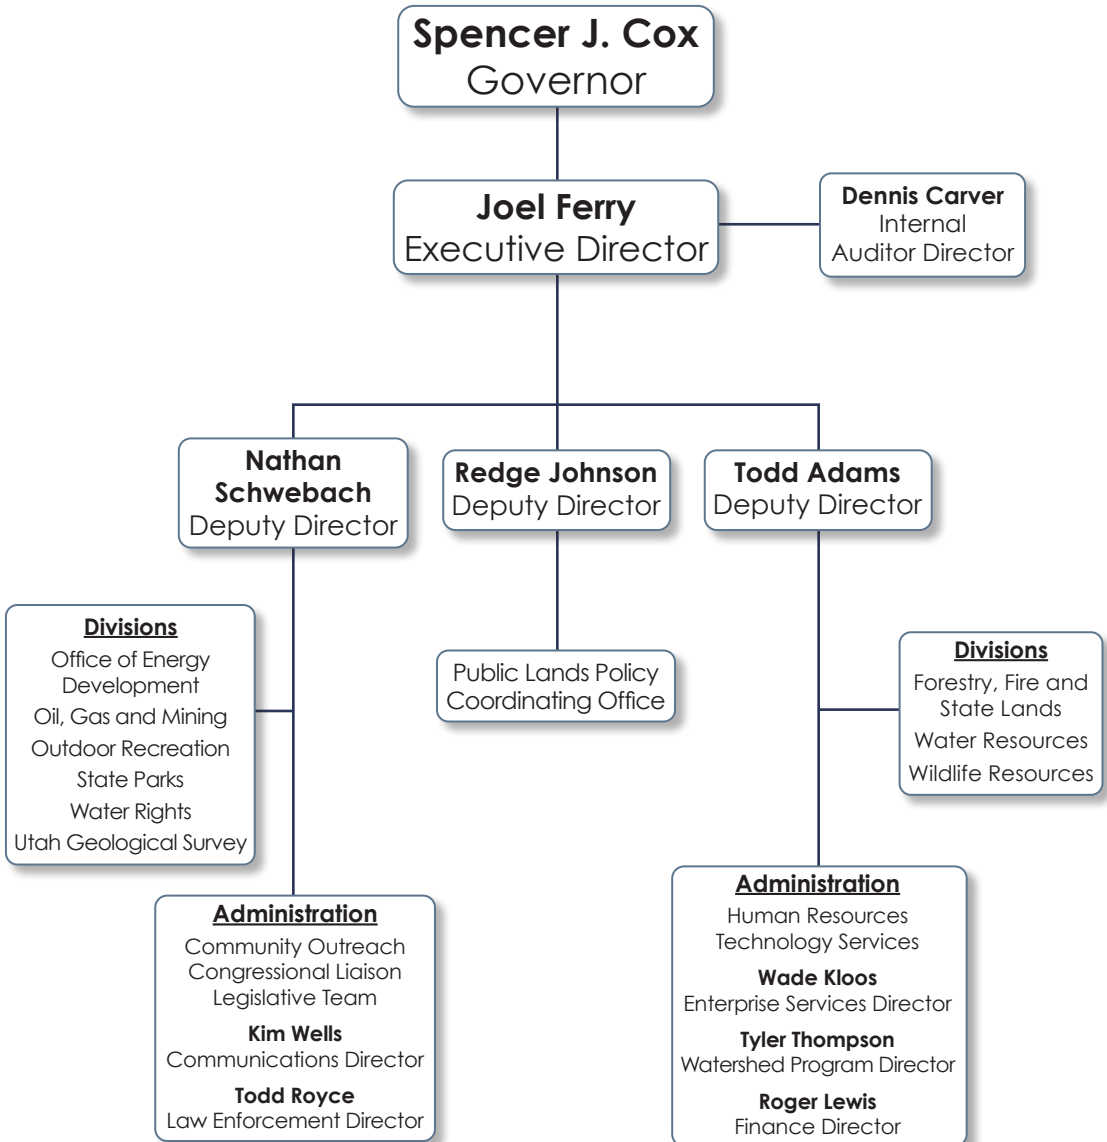 Spencer J. Cox
Governor
Joel Ferry
Executive Director
Dennis Carver
Internal
Auditor Director
Nathan
Schwebach
Deputy Director
Redge Johnson
Deputy Director
Todd Adams
Deputy Director
Divisions
Office of Energy
Development
Oil, Gas and Mining
Outdoor Recreation
State Parks
Water Rights
Utah Geological Survey
Public Lands Policy
Coordinating Office
Divisions
Forestry, Fire and
State Lands
Water Resources
Wildlife Resources
Administration
Community Outreach
Congressional Liaison
Legislative Team
Kim Wells
Communications Director
Todd Royce
Law Enforcement Director
Administration
Human Resources
Technology Services
Wade Kloos
Enterprise Services Director
Tyler Thompson
Watershed Program Director
Roger Lewis
Finance Director